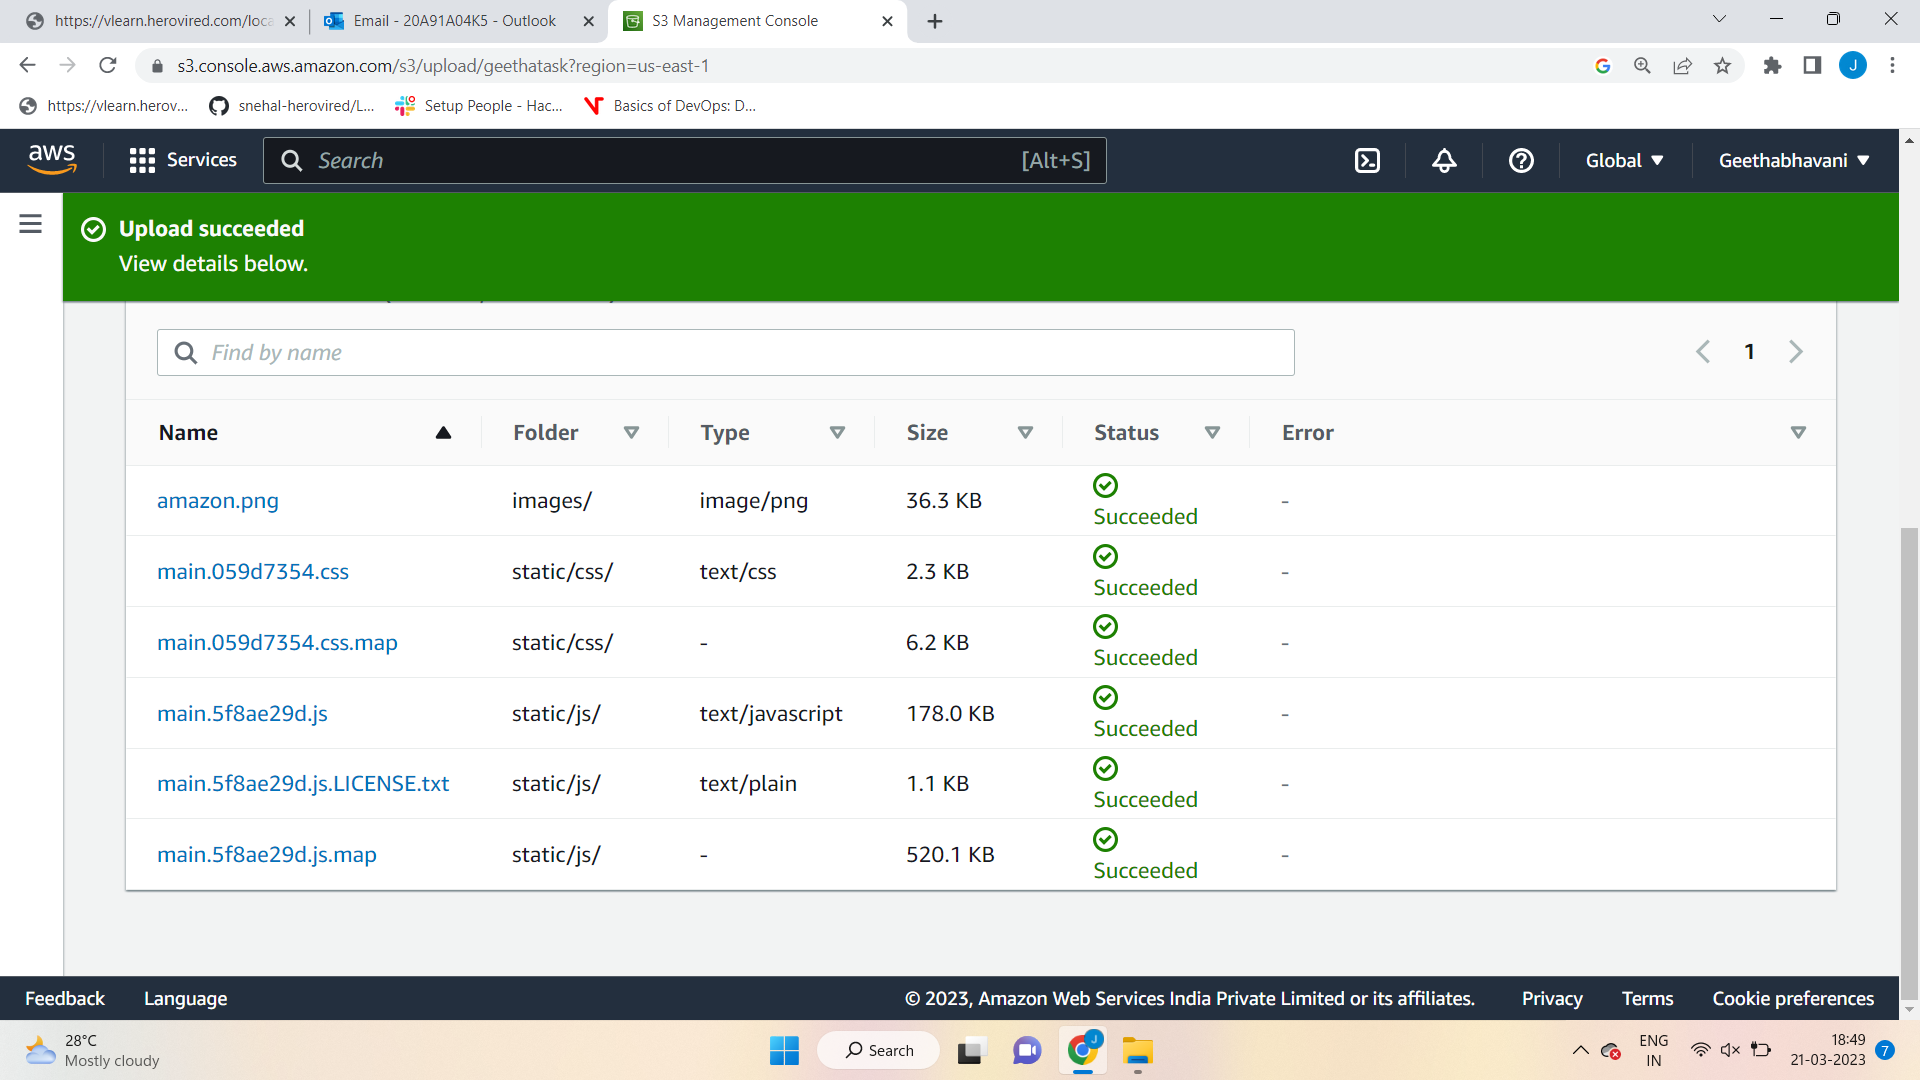 https://vlearn.herovired.com/loca
Email - 20A91A04K5 - Outlook
S3 Management Console
s3.console.aws.amazon.com/s3/upload/geethatask?region=us-east-1
J
https://vlearn.herov...
snehal-herovired/L...
Setup People - Hac...
Basics of DevOps: D...
aws
Services
Search
[Alt+S]
Global
Geethabhavani
Upload succeeded
View details below.
Find by name
1
Name Folder Type Size Status Error
amazon.png images/ image/png 36.3 KB Succeeded -
main.059d7354.css static/css/ text/css 2.3 KB Succeeded -
main.059d7354.css.map static/css/ - 6.2 KB Succeeded -
main.5f8ae29d.js static/js/ text/javascript 178.0 KB Succeeded -
main.5f8ae29d.js.LICENSE.txt static/js/ text/plain 1.1 KB Succeeded -
main.5f8ae29d.js.map static/js/ - 520.1 KB Succeeded -
Feedback Language © 2023, Amazon Web Services India Private Limited or its affiliates. Privacy Terms Cookie preferences
28°C
Mostly cloudy
Search
J
ENG
IN
18:49
21-03-2023
7